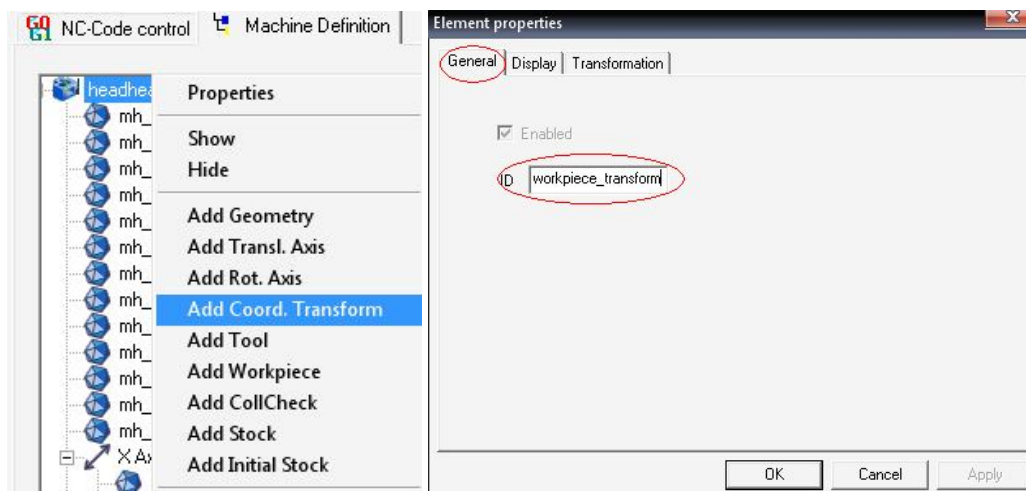 NC-Code control
Machine Definition
headhea
Properties
mh_
mh_
Show
mh_
Hide
mh_
mh_
Add Geometry
mh_
Add Transl. Axis
mh_
Add Rot. Axis
mh_
Add Coord. Transform
mh_
mh_
Add Tool
mh_
Add Workpiece
mh_
Add CollCheck
mh_
Add Stock
X Ax
Add Initial Stock
Element properties
General Display Transformation
Enabled
ID workpiece_transform
OK Cancel Apply